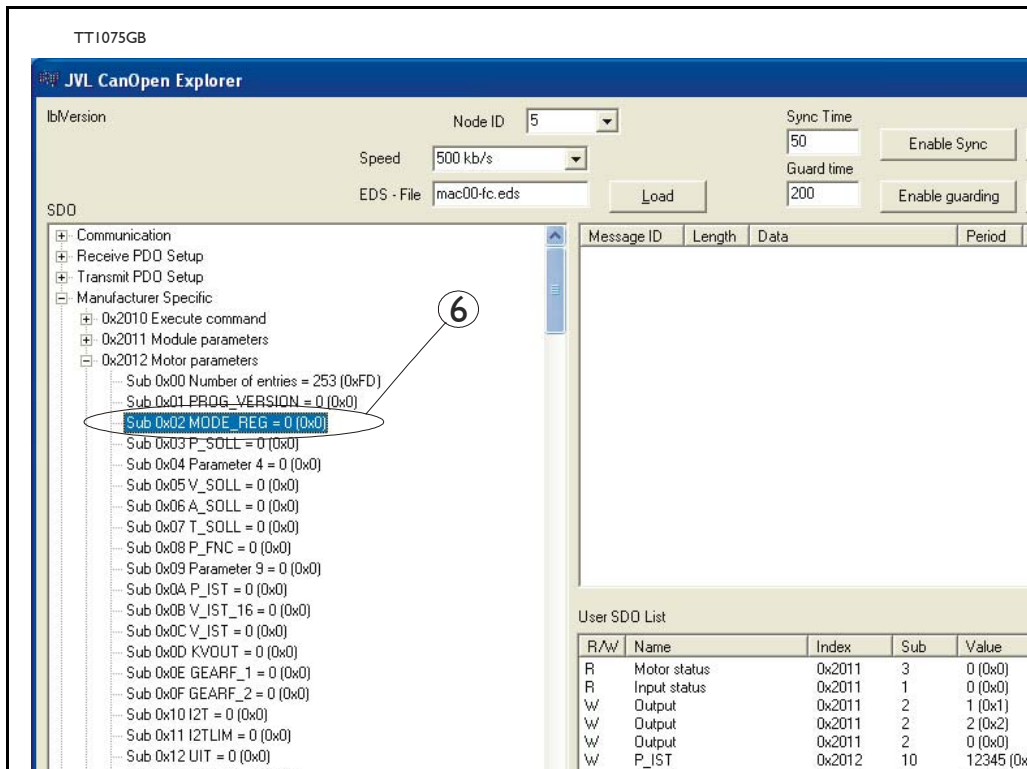 TT1075GB
JVL CanOpen Explorer
lblVersion
Node ID 5
Sync Time
50
Enable Sync
Speed 500 kb/s
Guard time
EDS - File mac00-fc.eds
Load
200
Enable guarding
SDO
Communication
Receive PDO Setup
Transmit PDO Setup
Manufacturer Specific
0x2010 Execute command
0x2011 Module parameters
0x2012 Motor parameters
Sub 0x00 Number of entries = 253 (0xFD)
Sub 0x01 PROG_VERSION = 0 (0x0)
Sub 0x02 MODE_REG = 0 (0x0)
Sub 0x03 P_SOLL = 0 (0x0)
Sub 0x04 Parameter 4 = 0 (0x0)
Sub 0x05 V_SOLL = 0 (0x0)
Sub 0x06 A_SOLL = 0 (0x0)
Sub 0x07 T_SOLL = 0 (0x0)
Sub 0x08 P_FNC = 0 (0x0)
Sub 0x09 Parameter 9 = 0 (0x0)
Sub 0x0A P_IST = 0 (0x0)
Sub 0x0B V_IST_16 = 0 (0x0)
Sub 0x0C V_IST = 0 (0x0)
Sub 0x0D KVOUT = 0 (0x0)
Sub 0x0E GEARF_1 = 0 (0x0)
Sub 0x0F GEARF_2 = 0 (0x0)
Sub 0x10 I2T = 0 (0x0)
Sub 0x11 I2TLIM = 0 (0x0)
Sub 0x12 UIT = 0 (0x0)
6
Message ID Length Data Period
User SDO List
R/W Name Index Sub Value
R Motor status 0x2011 3 0 (0x0)
R Input status 0x2011 1 0 (0x0)
W Output 0x2011 2 1 (0x1)
W Output 0x2011 2 2 (0x2)
W Output 0x2011 2 0 (0x0)
W P_IST 0x2012 10 12345 (0x